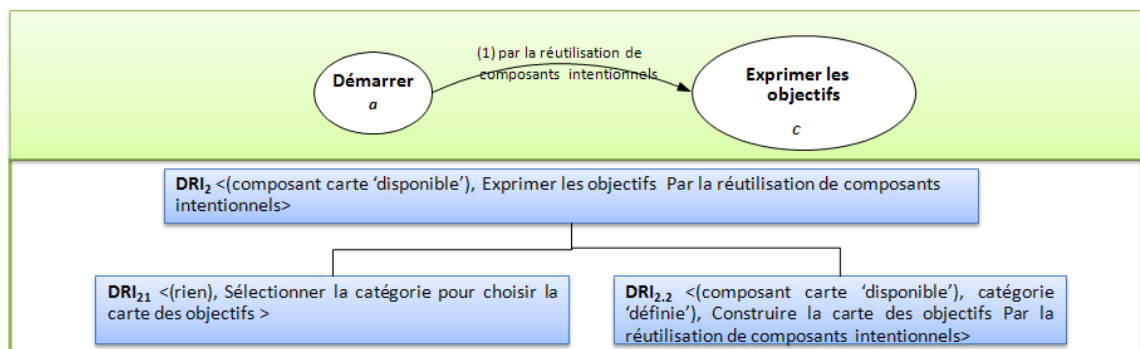 (1) par la réutilisation de
composants intentionnels
Démarrer
a
Exprimer les
objectifs
c
DRI₂ <(composant carte ‘disponible’), Exprimer les objectifs Par la réutilisation de composants
intentionnels>
DRI₂₁ <(rien), Sélectionner la catégorie pour choisir la
carte des objectifs >
DRI₂.₂ <(composant carte ‘disponible’), catégorie
‘définie’), Construire la carte des objectifs Par la
réutilisation de composants intentionnels>